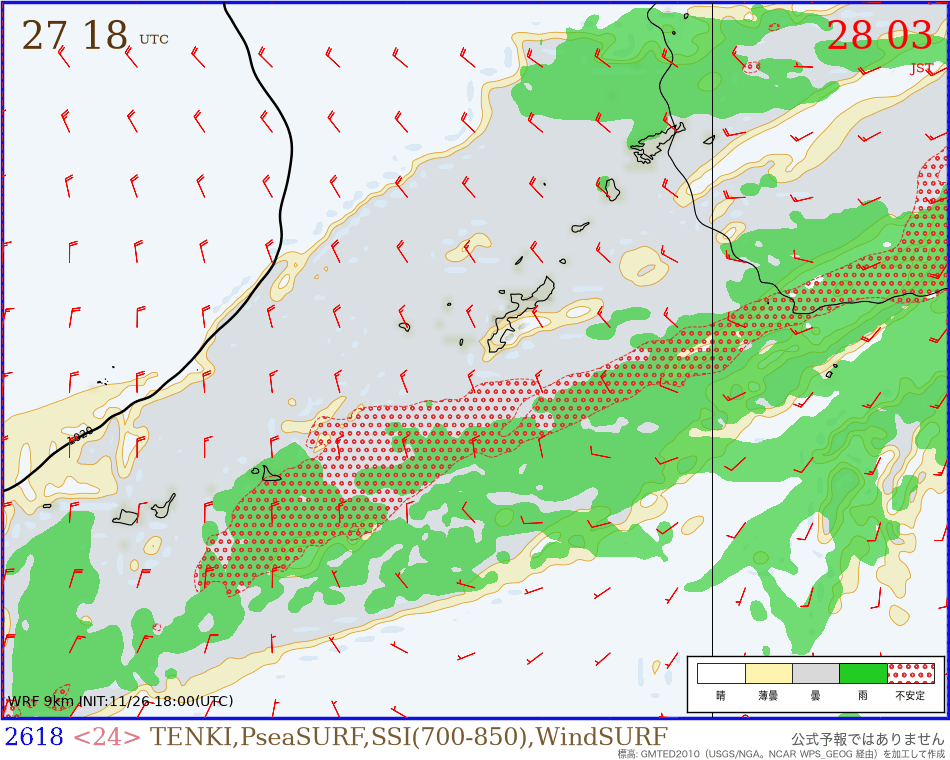 27 18 UTC
28 03
JST
1020
WRF 9km INIT:11/26-18:00(UTC)
晴 薄曇 曇 雨 不安定
2618 <24> TENKI,PseaSURF,SSI(700-850),WindSURF
公式予報ではありません
標高: GMTED2010（USGS/NGA。NCAR WPS_GEOG 経由）を加工して作成